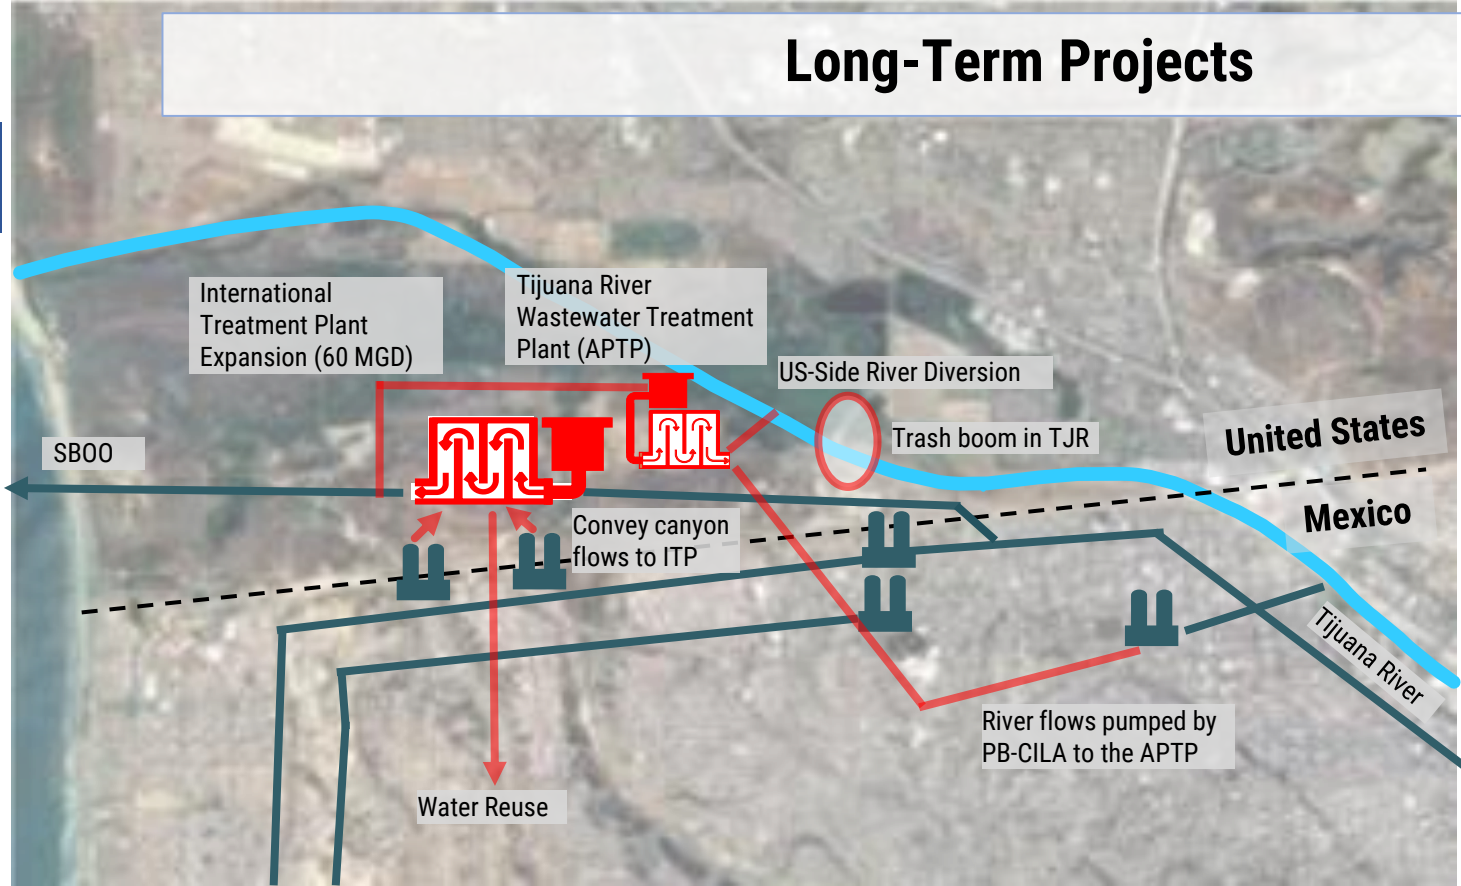 Long-Term Projects
International
Treatment Plant
Expansion (60 MGD)
Tijuana River
Wastewater Treatment
Plant (APTP)
US-Side River Diversion
Trash boom in TJR
United States
SBOO
Mexico
Convey canyon
flows to ITP
Tijuana River
River flows pumped by
PB-CILA to the APTP
Water Reuse